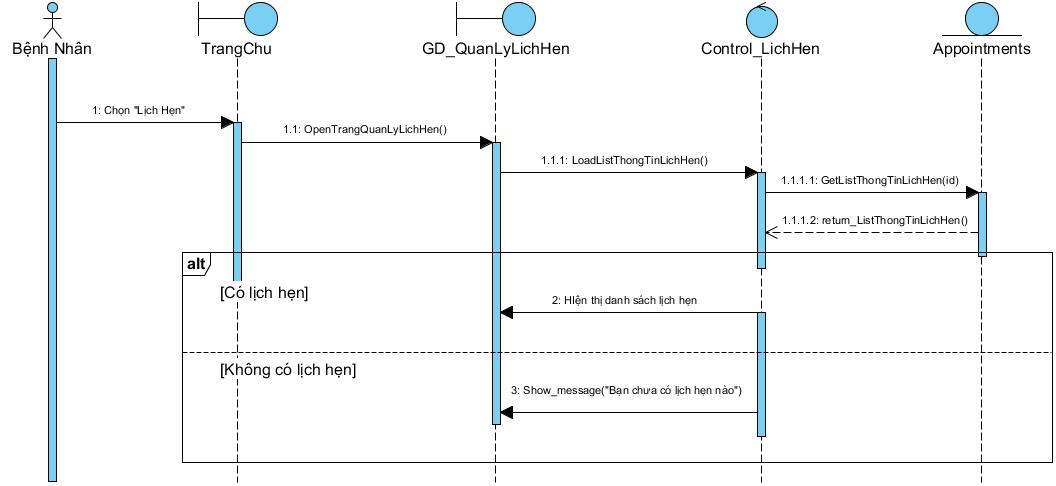 Bệnh Nhân
TrangChu
GD_QuanLyLichHen
Control_LichHen
Appointments
1: Chọn "Lịch Hẹn"
1.1: OpenTrangQuanLyLichHen()
1.1.1: LoadListThongTinLichHen()
1.1.1.1: GetListThongTinLichHen(id)
1.1.1.2: return_ListThongTinLichHen()
alt
[Có lịch hẹn]
2: HIện thị danh sách lịch hẹn
[Không có lịch hẹn]
3: Show_message("Bạn chưa có lịch hẹn nào")